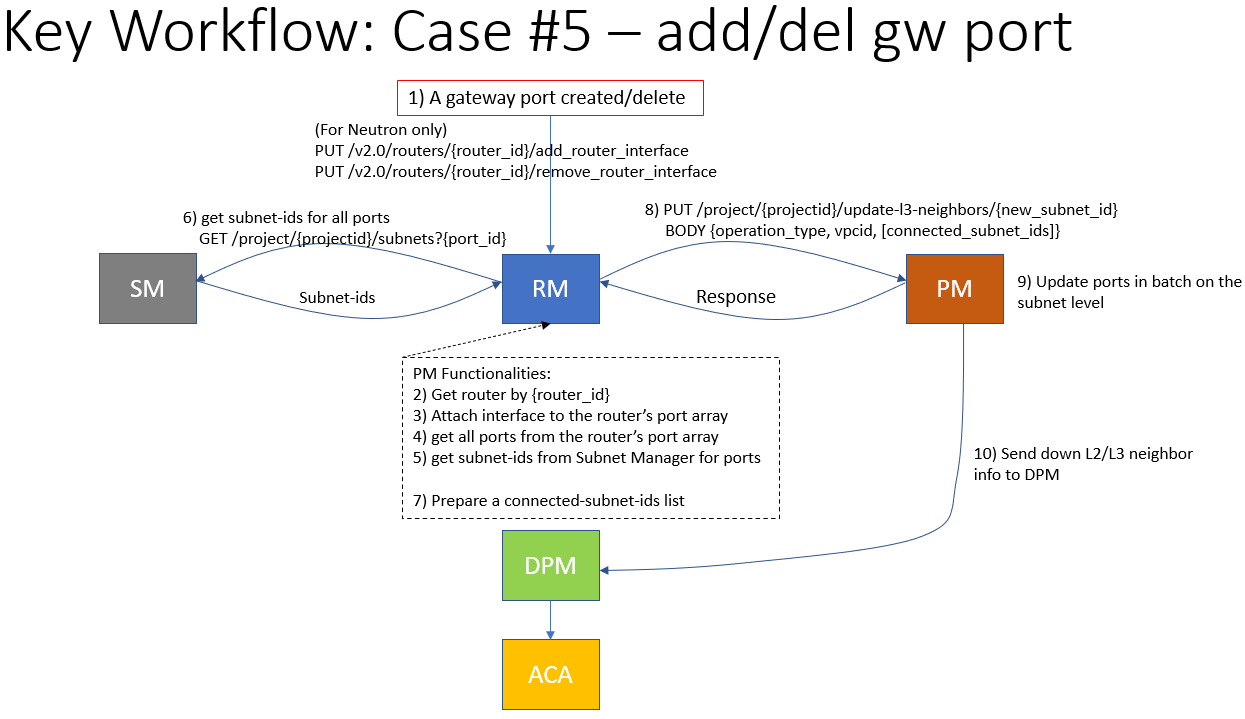 Key Workflow: Case #5 – add/del gw port
1) A gateway port created/delete
(For Neutron only)
PUT /v2.0/routers/{router_id}/add_router_interface
PUT /v2.0/routers/{router_id}/remove_router_interface
6) get subnet-ids for all ports
GET /project/{projectid}/subnets?{port_id}
8) PUT /project/{projectid}/update-l3-neighbors/{new_subnet_id}
BODY {operation_type, vpcid, [connected_subnet_ids]}
SM
Subnet-ids
RM
Response
PM
9) Update ports in batch on the
subnet level
PM Functionalities:
2) Get router by {router_id}
3) Attach interface to the router’s port array
4) get all ports from the router’s port array
5) get subnet-ids from Subnet Manager for ports
7) Prepare a connected-subnet-ids list
10) Send down L2/L3 neighbor
info to DPM
DPM
ACA